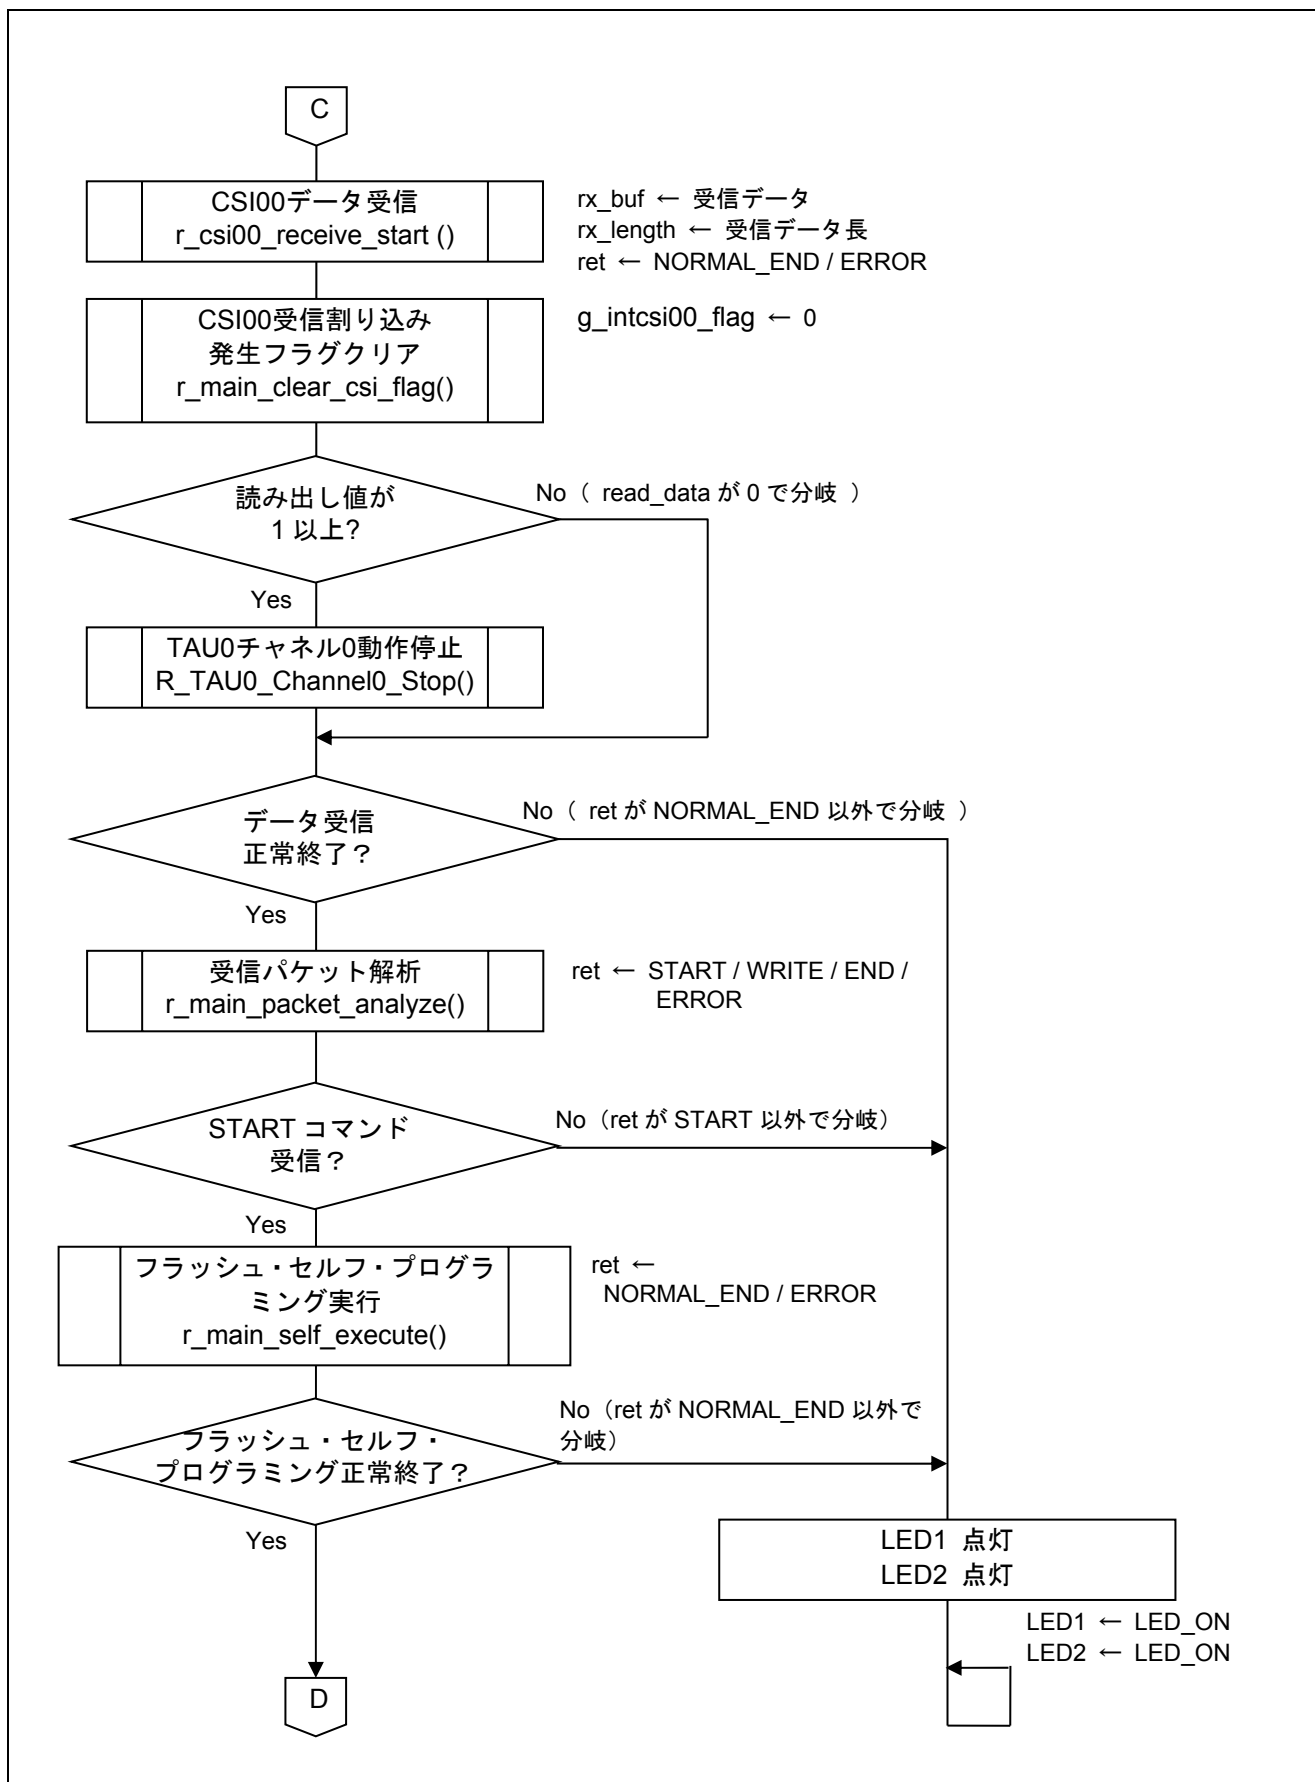 C
CSI00データ受信
r_csi00_receive_start ()
rx_buf ← 受信データ
rx_length ← 受信データ長
ret ← NORMAL_END / ERROR
CSI00受信割り込み
発生フラグクリア
r_main_clear_csi_flag()
g_intcsi00_flag ← 0
読み出し値が
1 以上?
No（ read_data が 0 で分岐 ）
Yes
TAU0チャネル0動作停止
R_TAU0_Channel0_Stop()
データ受信
正常終了？
No（ ret が NORMAL_END 以外で分岐 ）
Yes
受信パケット解析
r_main_packet_analyze()
ret ← START / WRITE / END /
ERROR
START コマンド
受信？
No（ret が START 以外で分岐）
Yes
フラッシュ・セルフ・プログラ
ミング実行
r_main_self_execute()
ret ←
NORMAL_END / ERROR
フラッシュ・セルフ・
プログラミング正常終了？
No（ret が NORMAL_END 以外で
分岐）
Yes
LED1 点灯
LED2 点灯
LED1 ← LED_ON
LED2 ← LED_ON
D